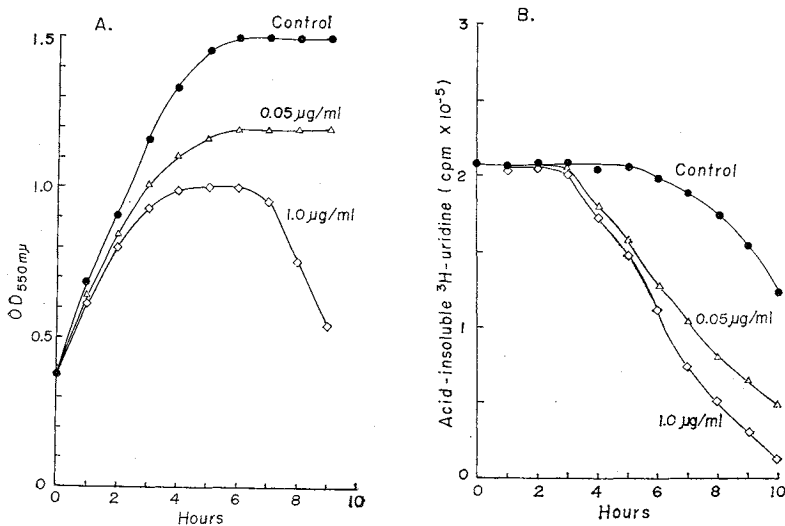 A.
Control
0.05 µg/ml
1.0 µg/ml
1.5
1.0
0.5
0
OD550mµ
0 2 4 6 8 10
Hours
B.
Control
0.05 µg/ml
1.0 µg/ml
3
2
1
0
Acid-insoluble ³H-uridine (cpm x 10⁻⁵)
0 2 4 6 8 10
Hours